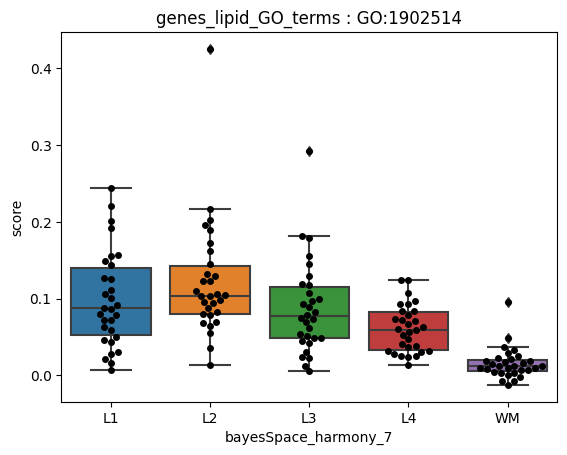 genes_lipid_GO_terms : GO:1902514
0.4
0.3
0.2
0.1
0.0
score
L1 L2 L3 L4 WM
bayesSpace_harmony_7